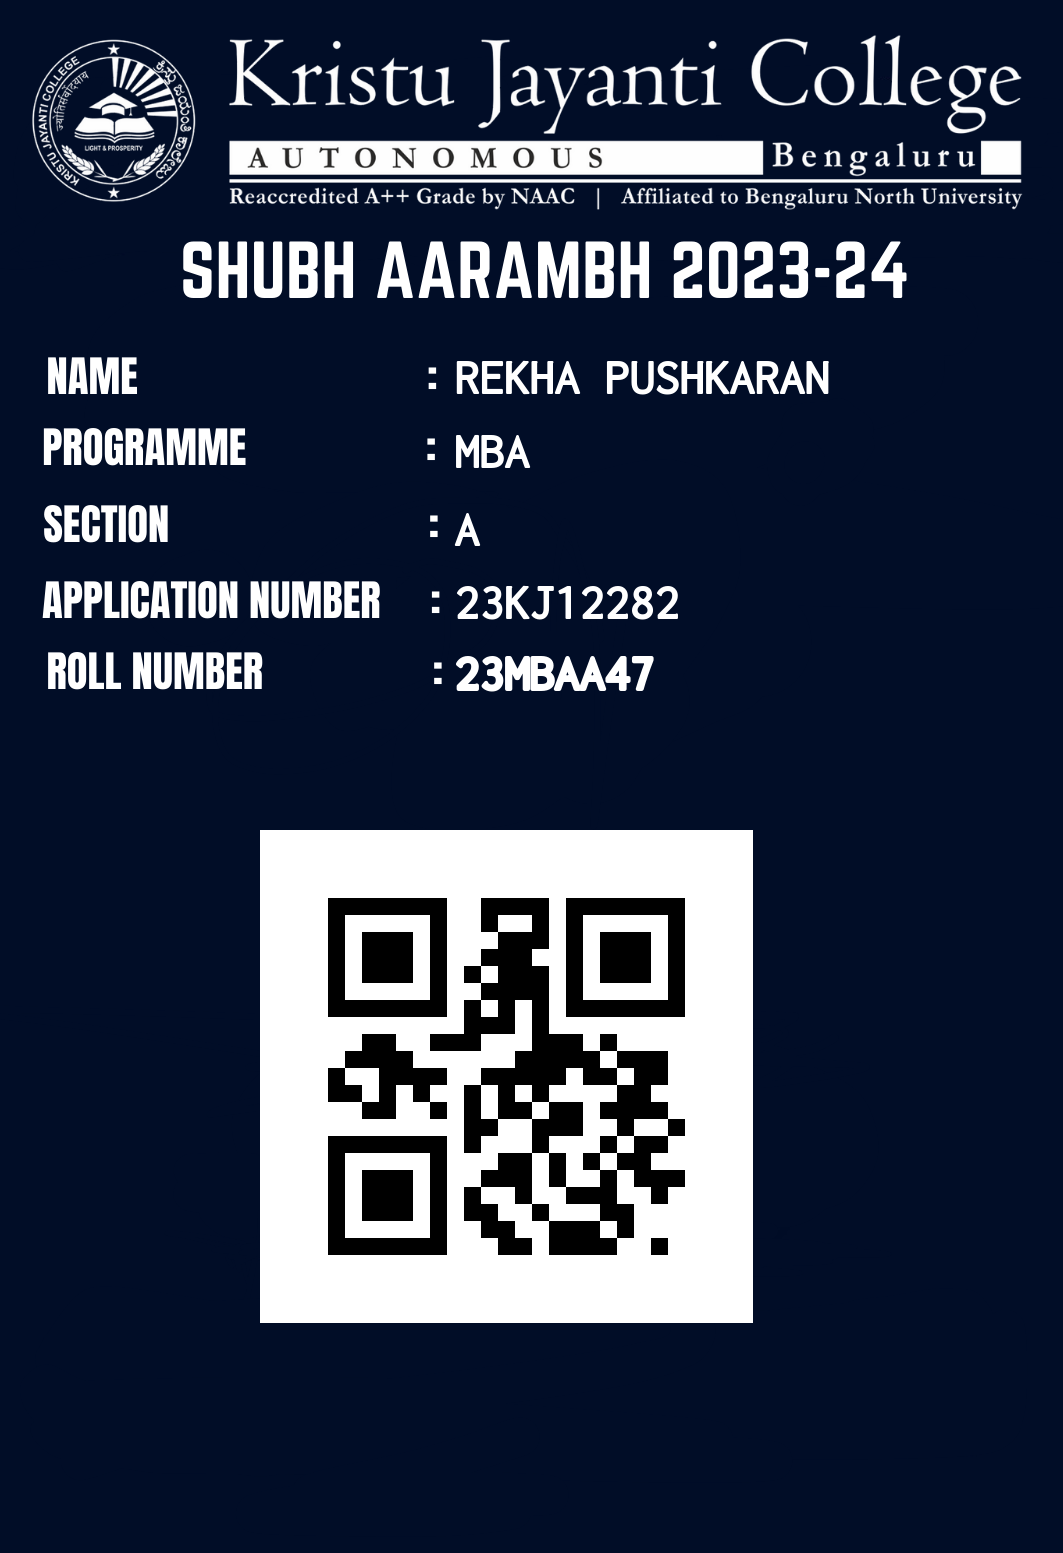 Kristu Jayanti College
AUTONOMOUS Bengaluru
Reaccredited A++ Grade by NAAC | Affiliated to Bengaluru North University
KRISTU JAYANTI COLLEGE
LIGHT & PROSPERITY
SHUBH AARAMBH 2023-24
NAME : REKHA PUSHKARAN
PROGRAMME : MBA
SECTION : A
APPLICATION NUMBER : 23KJ12282
ROLL NUMBER : 23MBAA47